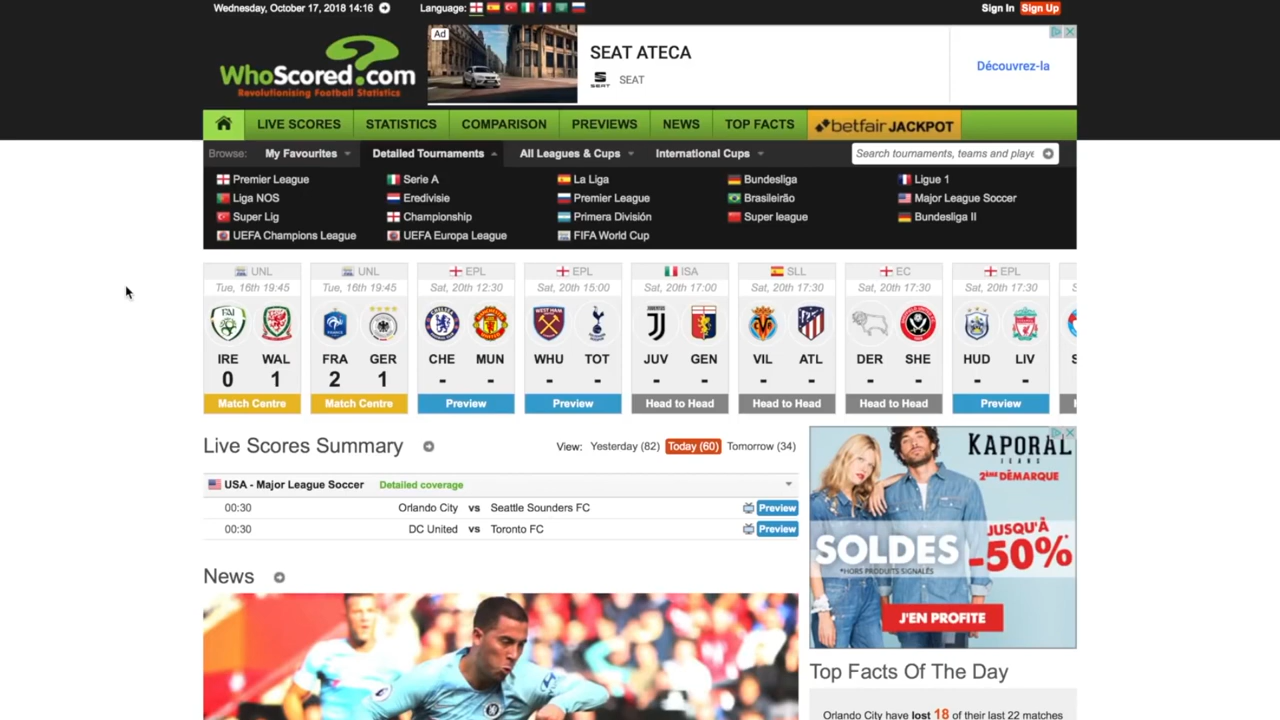 Wednesday, October 17, 2018 14:16
Language:
Sign In Sign Up
WhoScored.com
Revolutionising Football Statistics
Ad
SEAT ATECA
SEAT
Découvrez-la
LIVE SCORES STATISTICS COMPARISON PREVIEWS NEWS TOP FACTS betfair JACKPOT
Browse: My Favourites Detailed Tournaments All Leagues & Cups International Cups Search tournaments, teams and playe
Premier League Serie A La Liga Bundesliga Ligue 1
Liga NOS Eredivisie Premier League Brasileirão Major League Soccer
Super Lig Championship Primera División Super league Bundesliga II
UEFA Champions League UEFA Europa League FIFA World Cup
UNL UNL EPL EPL ISA SLL EC EPL
Tue, 16th 19:45 Tue, 16th 19:45 Sat, 20th 12:30 Sat, 20th 15:00 Sat, 20th 17:00 Sat, 20th 17:30 Sat, 20th 17:30 Sat, 20th 17:30
IRE WAL FRA GER CHE MUN WHU TOT JUV GEN VIL ATL DER SHE HUD LIV
0 1 2 1 - - - - - - - - - - - -
Match Centre Match Centre Preview Preview Head to Head Head to Head Head to Head Preview
Live Scores Summary
View: Yesterday (82) Today (60) Tomorrow (34)
USA - Major League Soccer Detailed coverage
00:30 Orlando City vs Seattle Sounders FC Preview
00:30 DC United vs Toronto FC Preview
News
KAPORAL
JEANS
2ÈME DÉMARQUE
SOLDES
*HORS PRODUITS SIGNALÉS
JUSQU'À
-50%*
J'EN PROFITE
Top Facts Of The Day
Orlando City have lost 18 of their last 22 matches